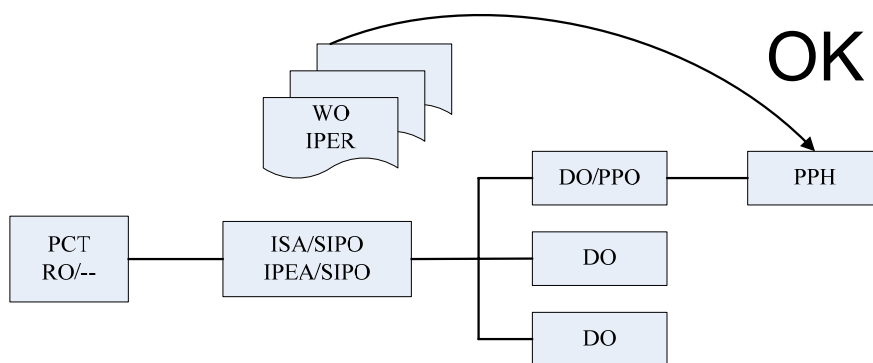 OK
WO
IPER
DO/PPO
PPH
PCT
RO/--
ISA/SIPO
IPEA/SIPO
DO
DO